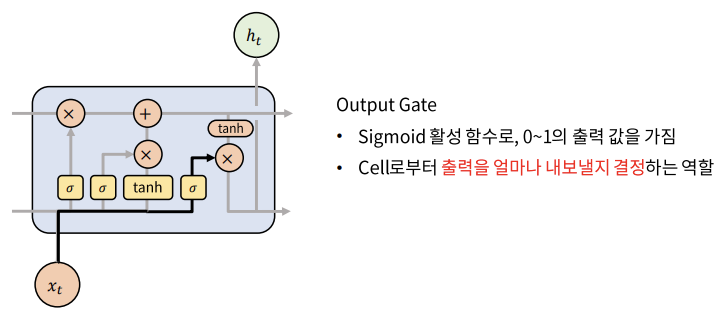 hₜ
×
+
tanh
×
×
σ
σ
tanh
σ
xₜ
Output Gate
• Sigmoid 활성 함수로, 0~1의 출력 값을 가짐
• Cell로부터 출력을 얼마나 내보낼지 결정하는 역할